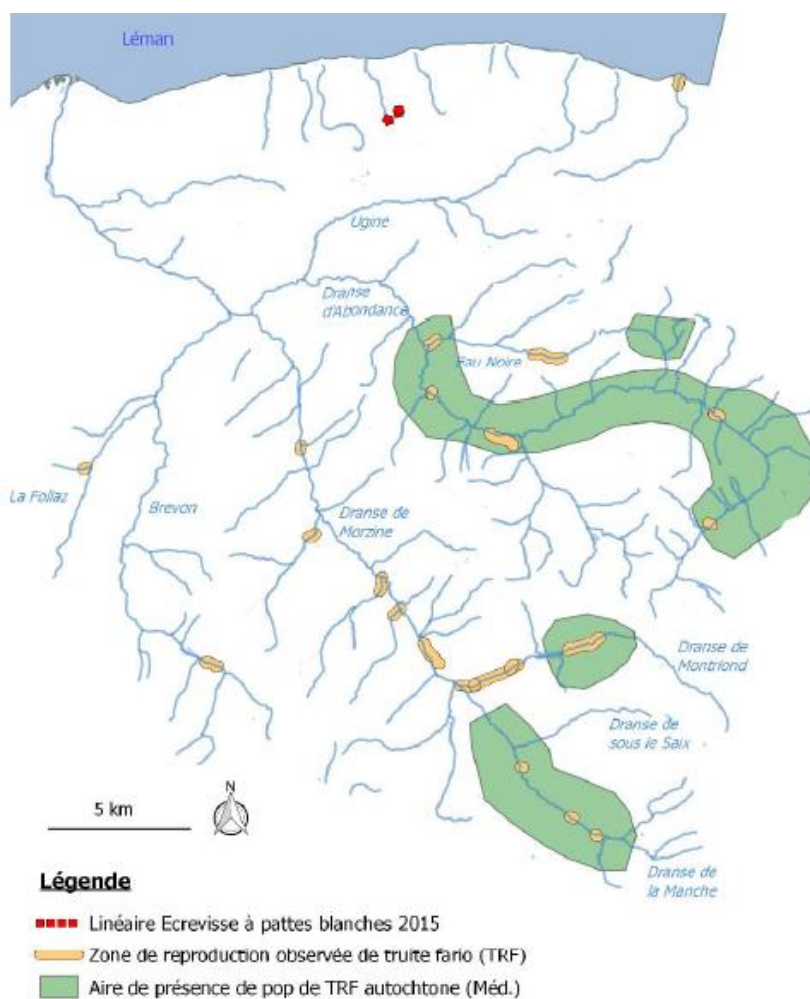 Léman
Ugine
Dranse
d'Abondance
Eau Noire
La Follaz
Brevon
Dranse de
Morzine
Dranse de
Montriond
Dranse de
sous le Saix
5 km
N
Dranse de
la Manche
Légende
Linéaire Ecrevisse à pattes blanches 2015
Zone de reproduction observée de truite fario (TRF)
Aire de présence de pop de TRF autochtone (Méd.)